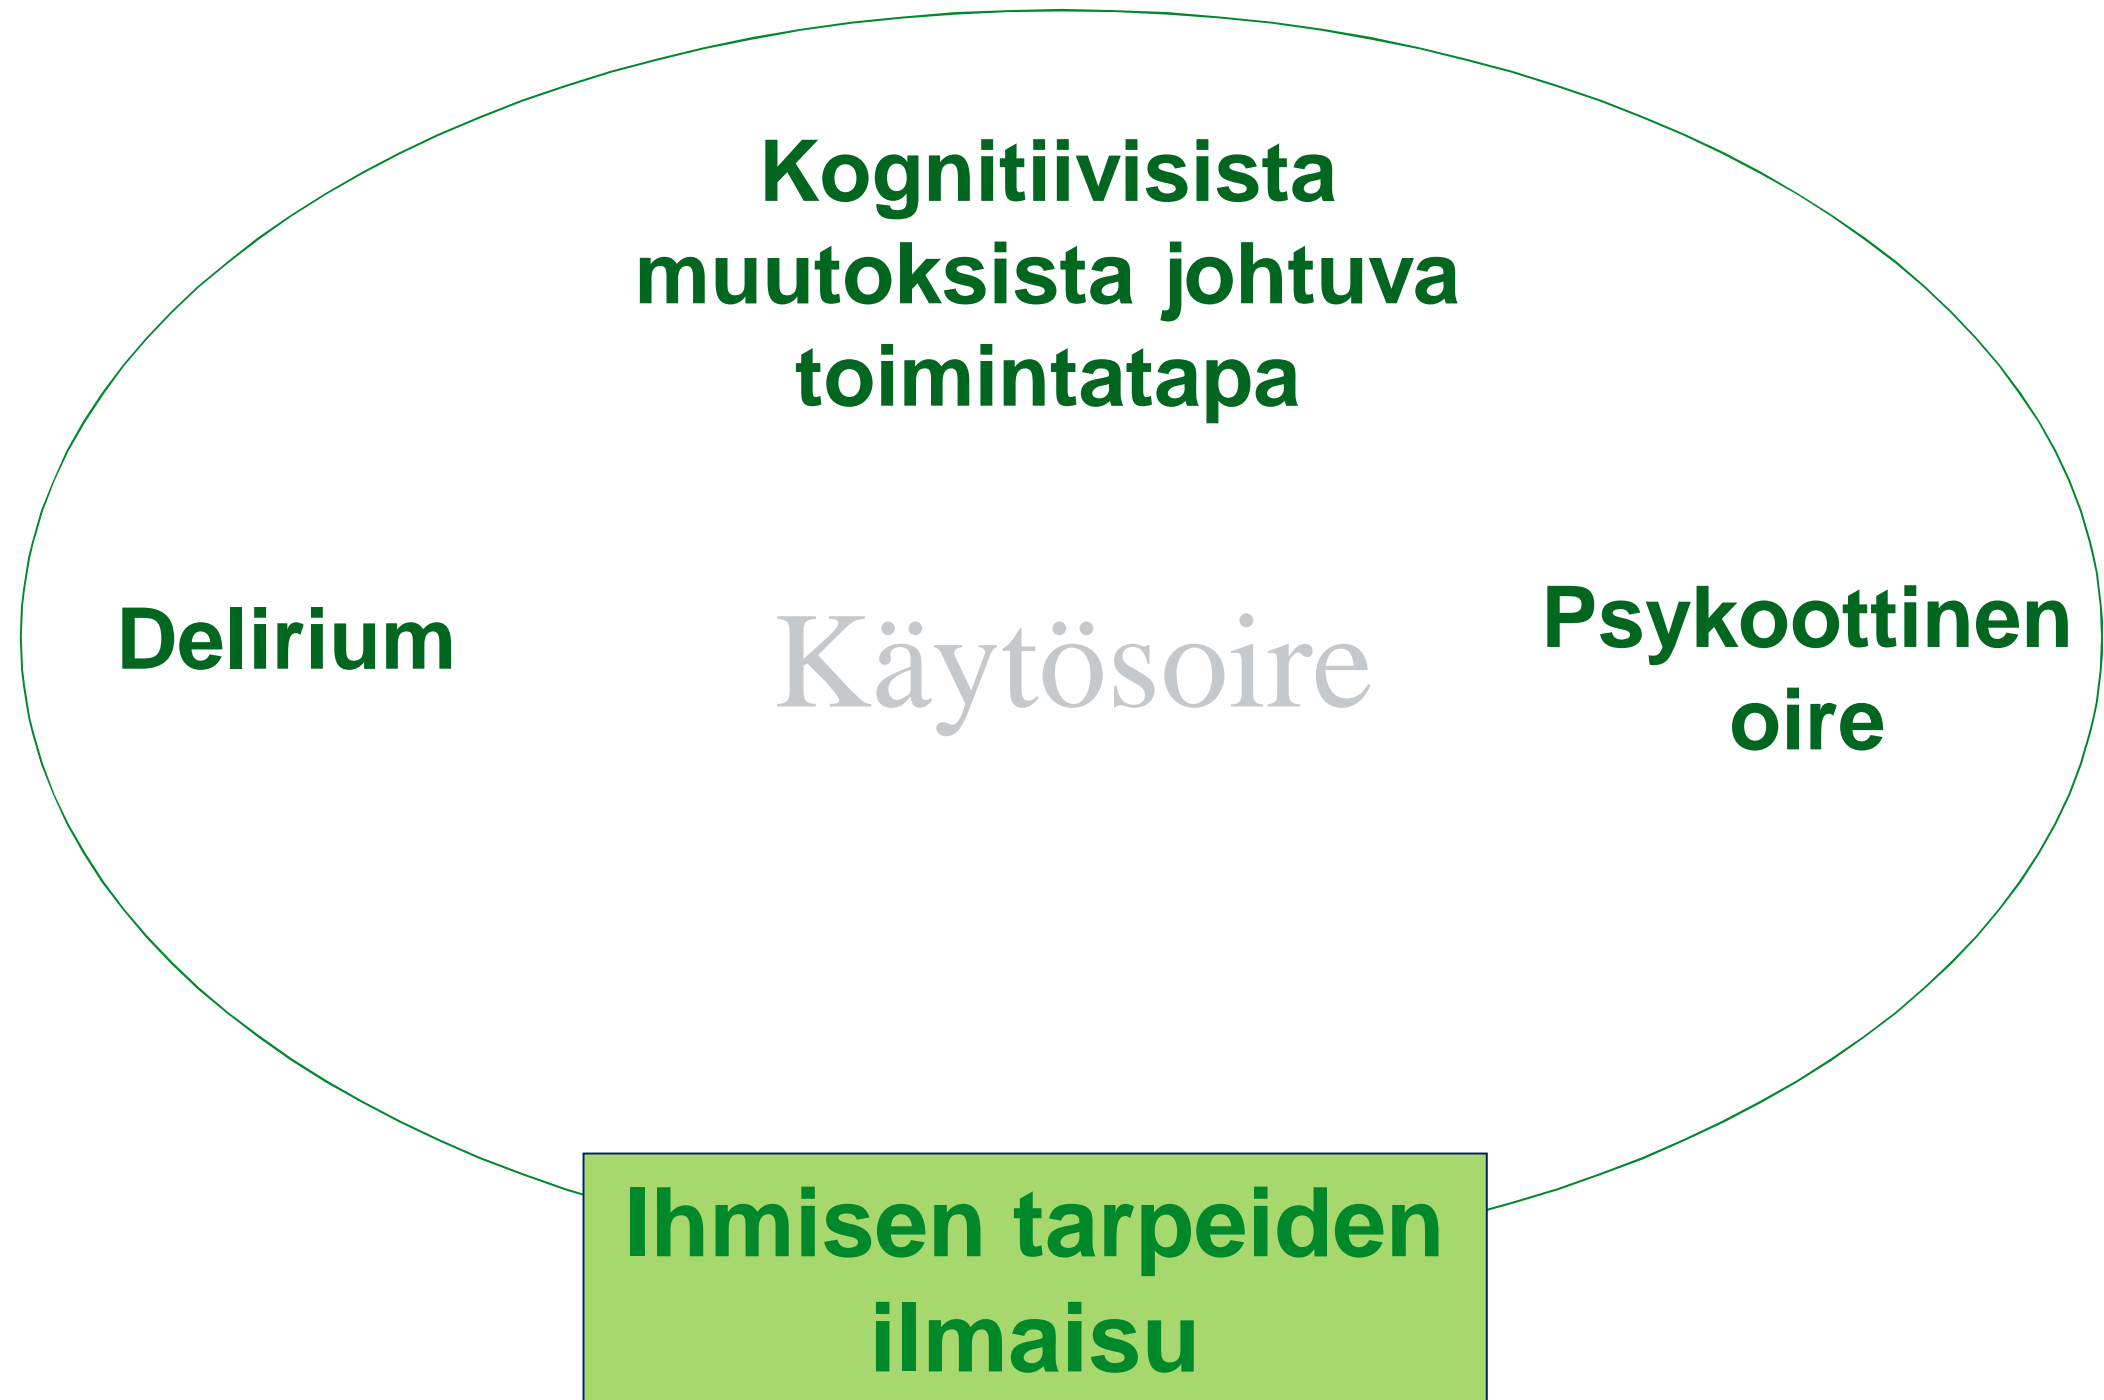 Kognitiivisista
muutoksista johtuva
toimintatapa
Delirium
Käytösoire
Psykoottinen
oire
Ihmisen tarpeiden
ilmaisu